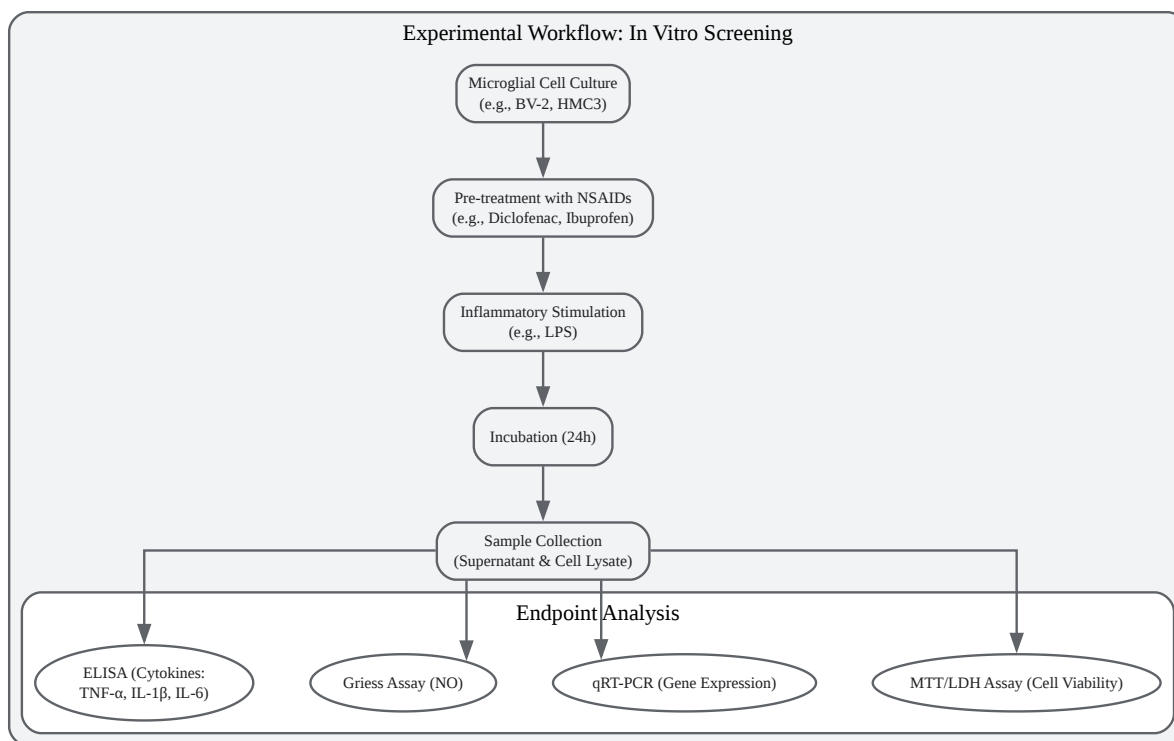 Experimental Workflow: In Vitro Screening
Microglial Cell Culture
(e.g., BV-2, HMC3)
Pre-treatment with NSAIDs
(e.g., Diclofenac, Ibuprofen)
Inflammatory Stimulation
(e.g., LPS)
Incubation (24h)
Sample Collection
(Supernatant & Cell Lysate)
Endpoint Analysis
ELISA (Cytokines:
TNF-α, IL-1β, IL-6)
Griess Assay (NO)
qRT-PCR (Gene Expression)
MTT/LDH Assay (Cell Viability)